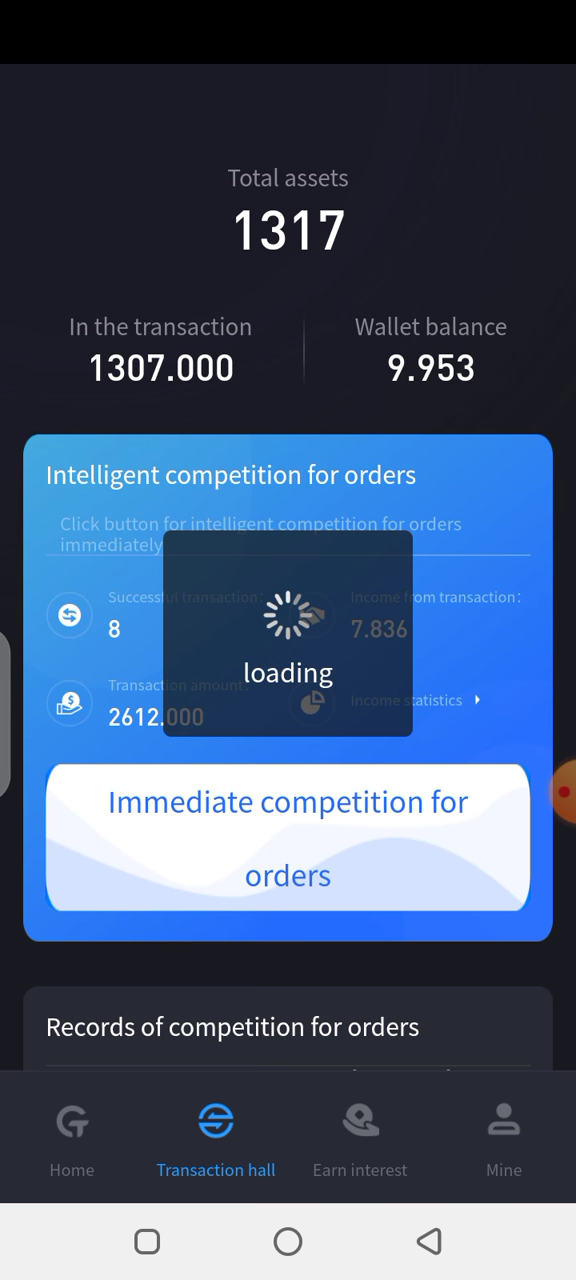 Total assets
1317
In the transaction
Wallet balance
1307.000
9.953
Intelligent competition for orders
Click button for intelligent competition for orders
immediately
Successful transaction:
Income from transaction:
8
7.836
Transaction amount:
Income statistics
2612.000
loading
Immediate competition for
orders
Records of competition for orders
Home
Transaction hall
Earn interest
Mine